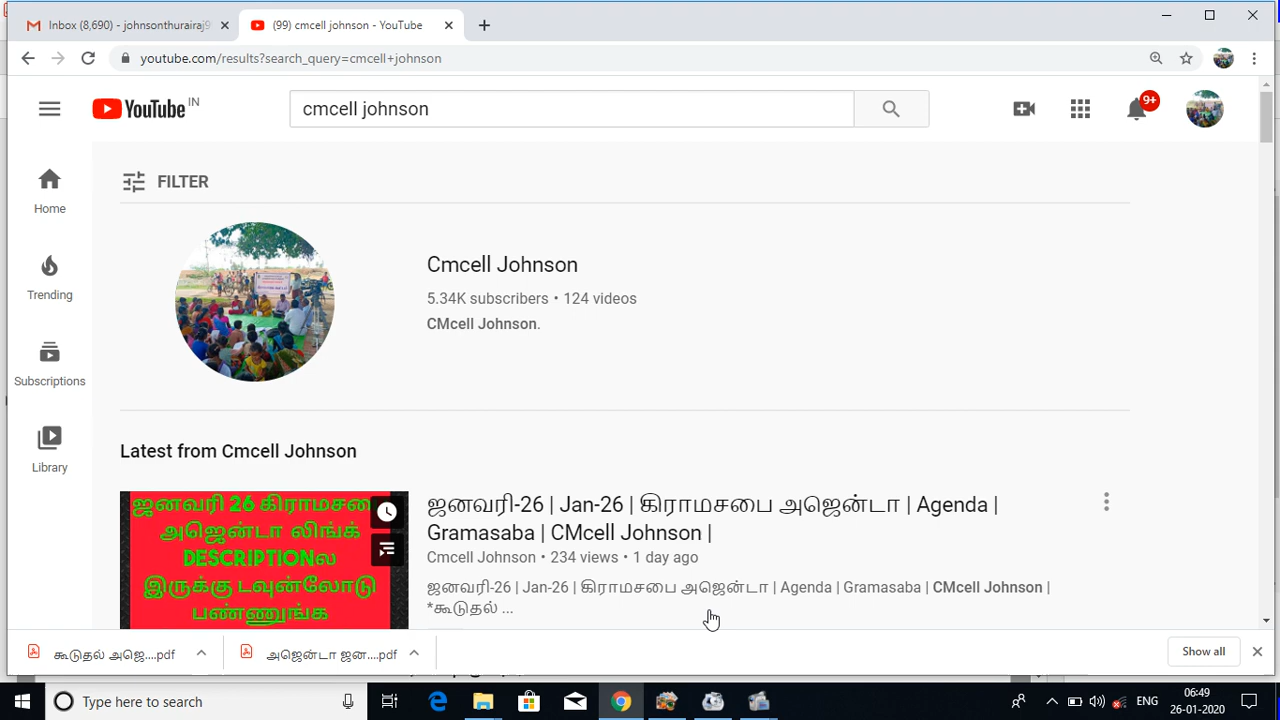 Inbox (8,690) - johnsonthurairaj9
(99) cmcell johnson - YouTube
youtube.com/results?search_query=cmcell+johnson
YouTube IN
cmcell johnson
9+
Home
Trending
Subscriptions
Library
FILTER
Cmcell Johnson
5.34K subscribers • 124 videos
CMcell Johnson.
Latest from Cmcell Johnson
ஜனவரி 26 கிராமசபை
அஜெண்டா லிங்க்
DESCRIPTIONல
இருக்கு டவுன்லோடு
பண்ணுங்க
ஜனவரி-26 | Jan-26 | கிராமசபை அஜென்டா | Agenda |
Gramasaba | CMcell Johnson |
Cmcell Johnson • 234 views • 1 day ago
ஜனவரி-26 | Jan-26 | கிராமசபை அஜென்டா | Agenda | Gramasaba | CMcell Johnson |
*கூடுதல் ...
கூடுதல் அஜெ....pdf
அஜென்டா ஜன....pdf
Show all
Type here to search
ENG
06:49
26-01-2020